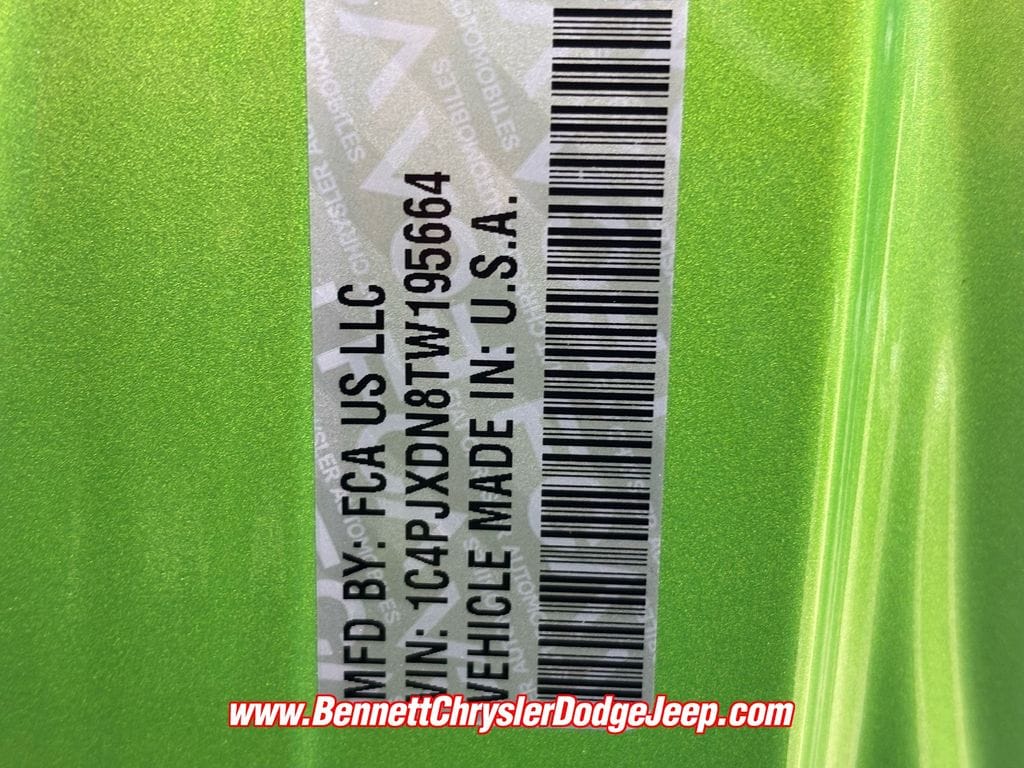 MFD BY: FCA US LLC
VIN: 1C4PJXDN8TW195664
VEHICLE MADE IN: U.S.A.
www.BennettChryslerDodgeJeep.com